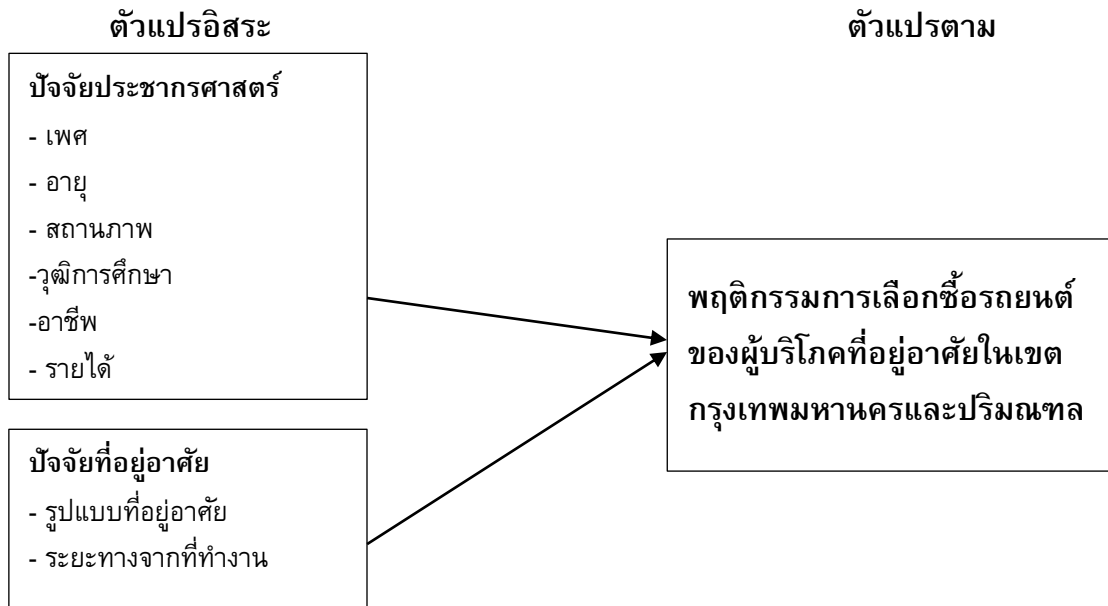 ตัวแปรอิสระ
ตัวแปรตาม
ปัจจัยประชากรศาสตร์
- เพศ
- อายุ
- สถานภาพ
-วุฒิการศึกษา
-อาชีพ
- รายได้
พฤติกรรมการเลือกซื้อรถยนต์
ของผู้บริโภคที่อยู่อาศัยในเขต
กรุงเทพมหานครและปริมณฑล
ปัจจัยที่อยู่อาศัย
- รูปแบบที่อยู่อาศัย
- ระยะทางจากที่ทำงาน